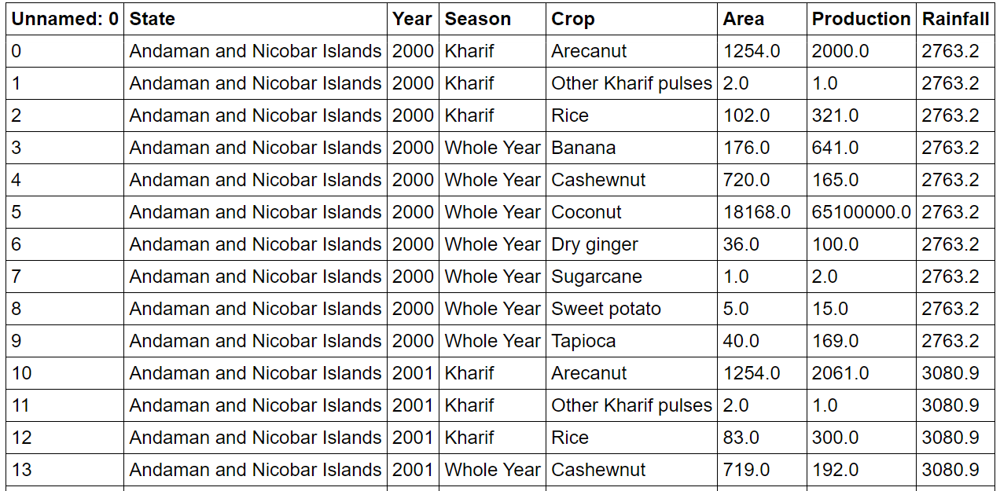 Unnamed: 0 State Year Season Crop Area Production Rainfall
0 Andaman and Nicobar Islands 2000 Kharif Arecanut 1254.0 2000.0 2763.2
1 Andaman and Nicobar Islands 2000 Kharif Other Kharif pulses 2.0 1.0 2763.2
2 Andaman and Nicobar Islands 2000 Kharif Rice 102.0 321.0 2763.2
3 Andaman and Nicobar Islands 2000 Whole Year Banana 176.0 641.0 2763.2
4 Andaman and Nicobar Islands 2000 Whole Year Cashewnut 720.0 165.0 2763.2
5 Andaman and Nicobar Islands 2000 Whole Year Coconut 18168.0 65100000.0 2763.2
6 Andaman and Nicobar Islands 2000 Whole Year Dry ginger 36.0 100.0 2763.2
7 Andaman and Nicobar Islands 2000 Whole Year Sugarcane 1.0 2.0 2763.2
8 Andaman and Nicobar Islands 2000 Whole Year Sweet potato 5.0 15.0 2763.2
9 Andaman and Nicobar Islands 2000 Whole Year Tapioca 40.0 169.0 2763.2
10 Andaman and Nicobar Islands 2001 Kharif Arecanut 1254.0 2061.0 3080.9
11 Andaman and Nicobar Islands 2001 Kharif Other Kharif pulses 2.0 1.0 3080.9
12 Andaman and Nicobar Islands 2001 Kharif Rice 83.0 300.0 3080.9
13 Andaman and Nicobar Islands 2001 Whole Year Cashewnut 719.0 192.0 3080.9